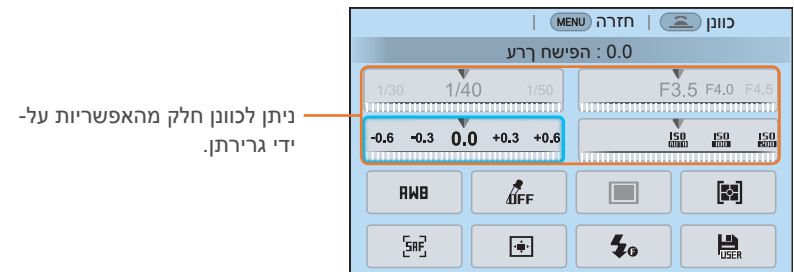 כוונן | חזרה MENU |
0.0 : הפישח ךרע
1/30 1/40 1/50 F3.5 F4.0 F4.5
-0.6 -0.3 0.0 +0.3 +0.6 ISO AUTO ISO 100 ISO 200
ניתן לכוונן חלק מהאפשריות על-
ידי גרירתן.
AWB OFF
SAF F USER